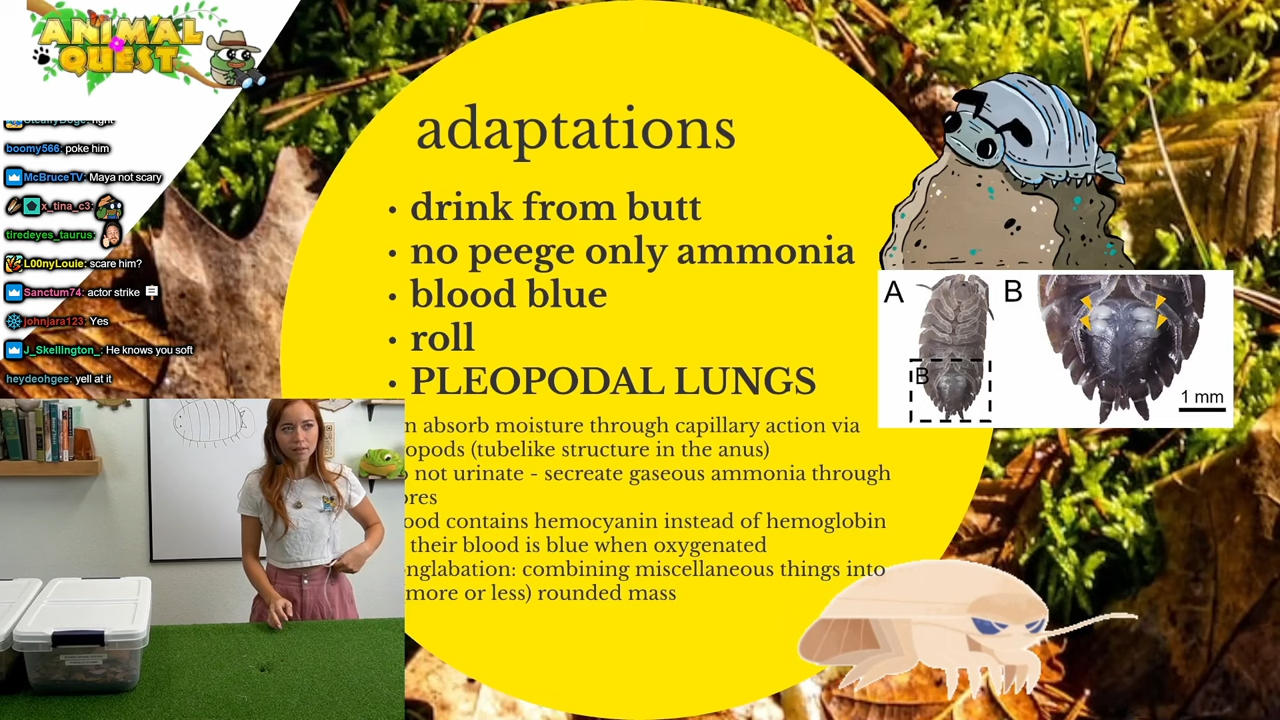 ANIMAL
QUEST
boomy566: poke him
McBruceTV: Maya not scary
x_tina_c3:
tiredeyes_taurus:
L00nyLouie: scare him?
Sanctum74: actor strike
johnjara123: Yes
J_Skellington_: He knows you soft
heydeohgee: yell at it
adaptations
• drink from butt
• no peege only ammonia
• blood blue
• roll
• PLEOPODAL LUNGS
n absorb moisture through capillary action via
opods (tubelike structure in the anus)
not urinate - secreate gaseous ammonia through
ores
ood contains hemocyanin instead of hemoglobin
their blood is blue when oxygenated
nglabation: combining miscellaneous things into
more or less) rounded mass
A
B
B
1 mm